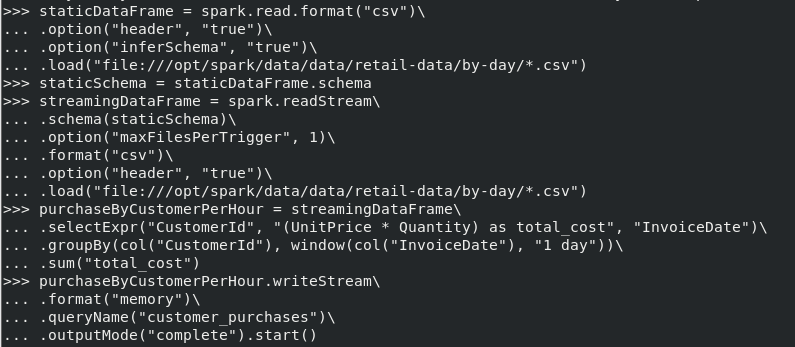 >>> staticDataFrame = spark.read.format("csv")\
... .option("header", "true")\
... .option("inferSchema", "true")\
... .load("file:///opt/spark/data/data/retail-data/by-day/*.csv")
>>> staticSchema = staticDataFrame.schema
>>> streamingDataFrame = spark.readStream\
... .schema(staticSchema)\
... .option("maxFilesPerTrigger", 1)\
... .format("csv")\
... .option("header", "true")\
... .load("file:///opt/spark/data/data/retail-data/by-day/*.csv")
>>> purchaseByCustomerPerHour = streamingDataFrame\
... .selectExpr("CustomerId", "(UnitPrice * Quantity) as total_cost", "InvoiceDate")\
... .groupBy(col("CustomerId"), window(col("InvoiceDate"), "1 day"))\
... .sum("total_cost")
>>> purchaseByCustomerPerHour.writeStream\
... .format("memory")\
... .queryName("customer_purchases")\
... .outputMode("complete").start()